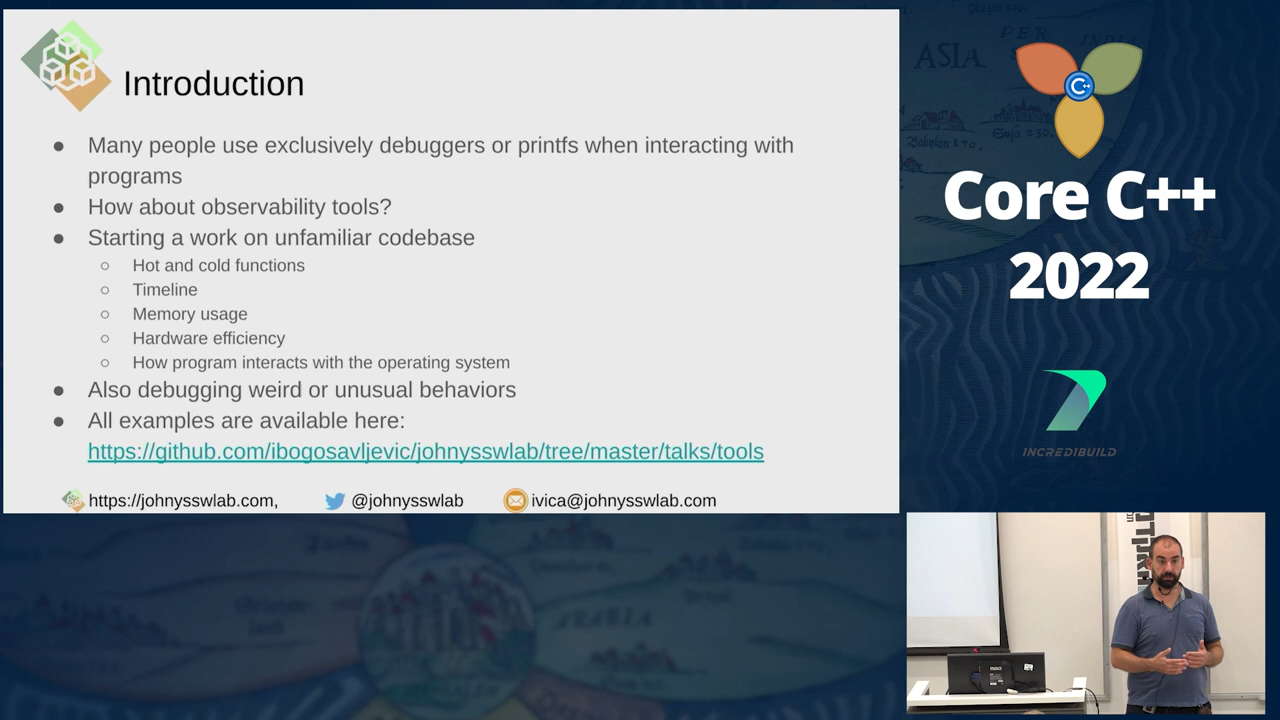 Introduction
● Many people use exclusively debuggers or printfs when interacting with
programs
● How about observability tools?
● Starting a work on unfamiliar codebase
○ Hot and cold functions
○ Timeline
○ Memory usage
○ Hardware efficiency
○ How program interacts with the operating system
● Also debugging weird or unusual behaviors
● All examples are available here:
https://github.com/ibogosavljevic/johnysswlab/tree/master/talks/tools
https://johnysswlab.com, @johnysswlab ivica@johnysswlab.com
ASIA
PER
INDIA
C++
Core C++
2022
INCREDIBUILD